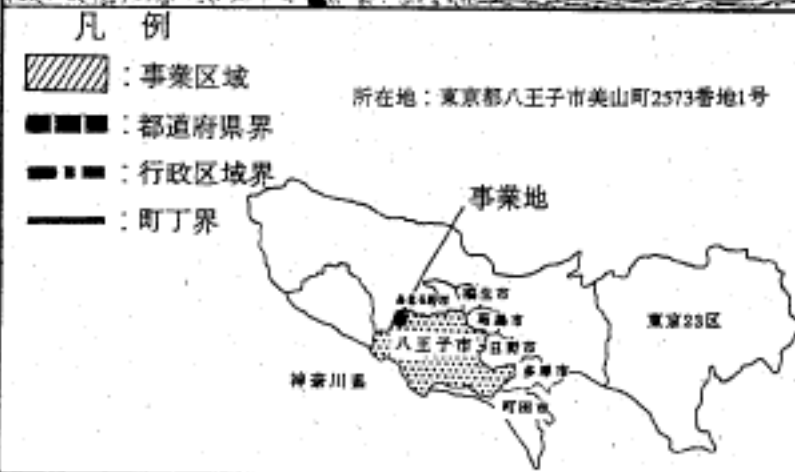 凡 例
：事業区域
所在地：東京都八王子市美山町2573番地1号
：都道府県界
：行政区域界
：町丁界
事業地
福生市
昭島市
東京23区
八王子市
日野市
多摩市
神奈川県
町田市